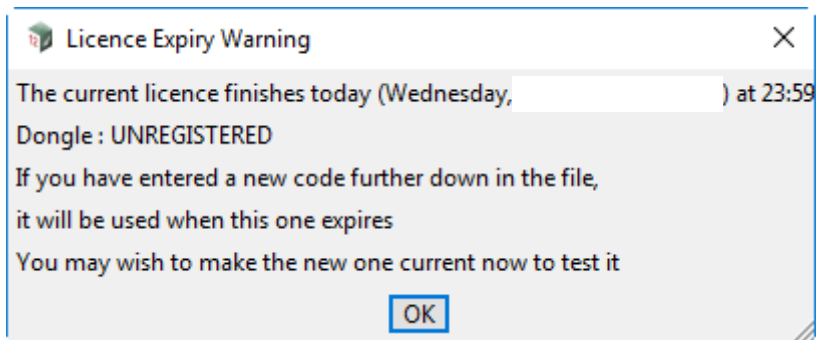 Licence Expiry Warning
The current licence finishes today (Wednesday, ) at 23:59
Dongle : UNREGISTERED
If you have entered a new code further down in the file,
it will be used when this one expires
You may wish to make the new one current now to test it
OK